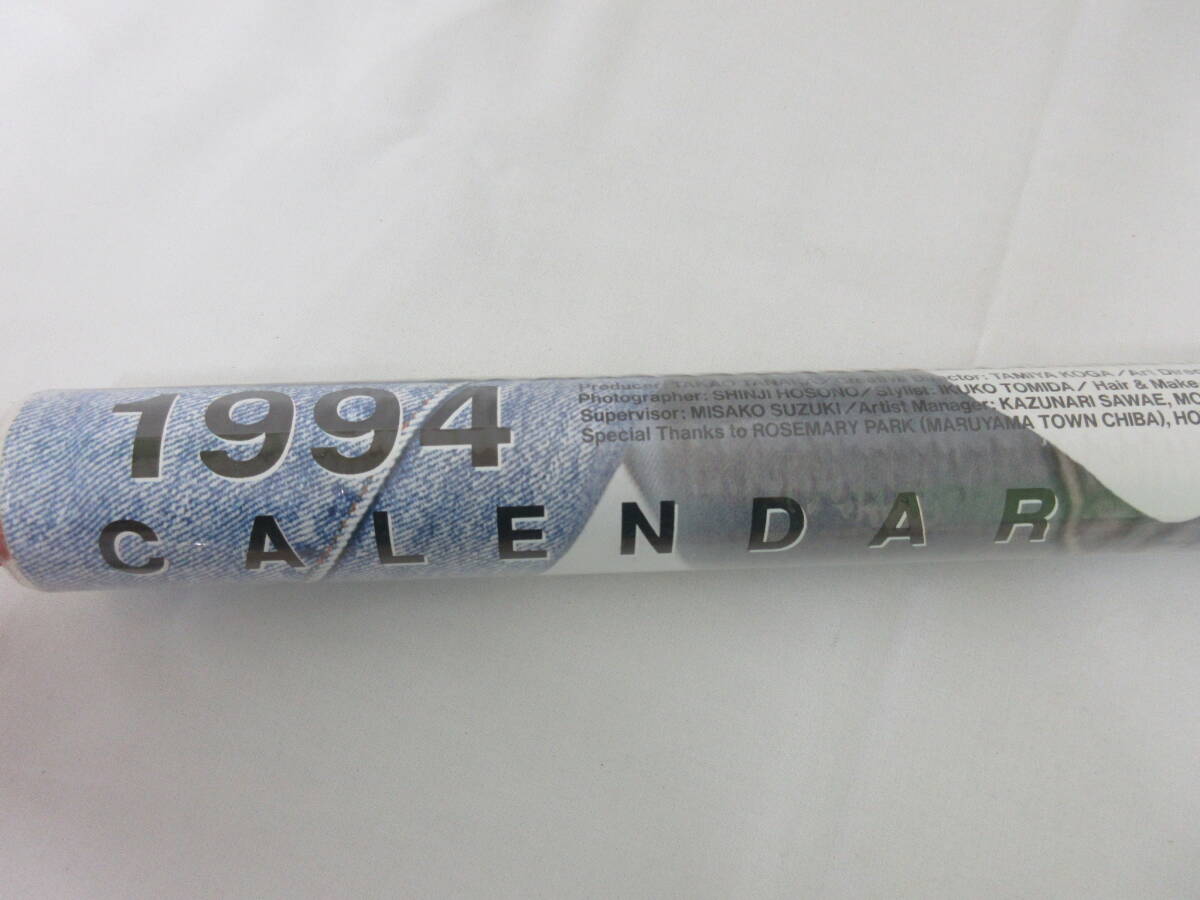 1994
CALENDAR
Producer: TAKAO TANAKA / Creative Director: TAMIYA KOGA / Art Direc
Photographer: SHINJI HOSONO / Stylist: IKUKO TOMIDA / Hair & Make
Supervisor: MISAKO SUZUKI / Artist Manager: KAZUNARI SAWAE, MO
Special Thanks to ROSEMARY PARK (MARUYAMA TOWN CHIBA), HO